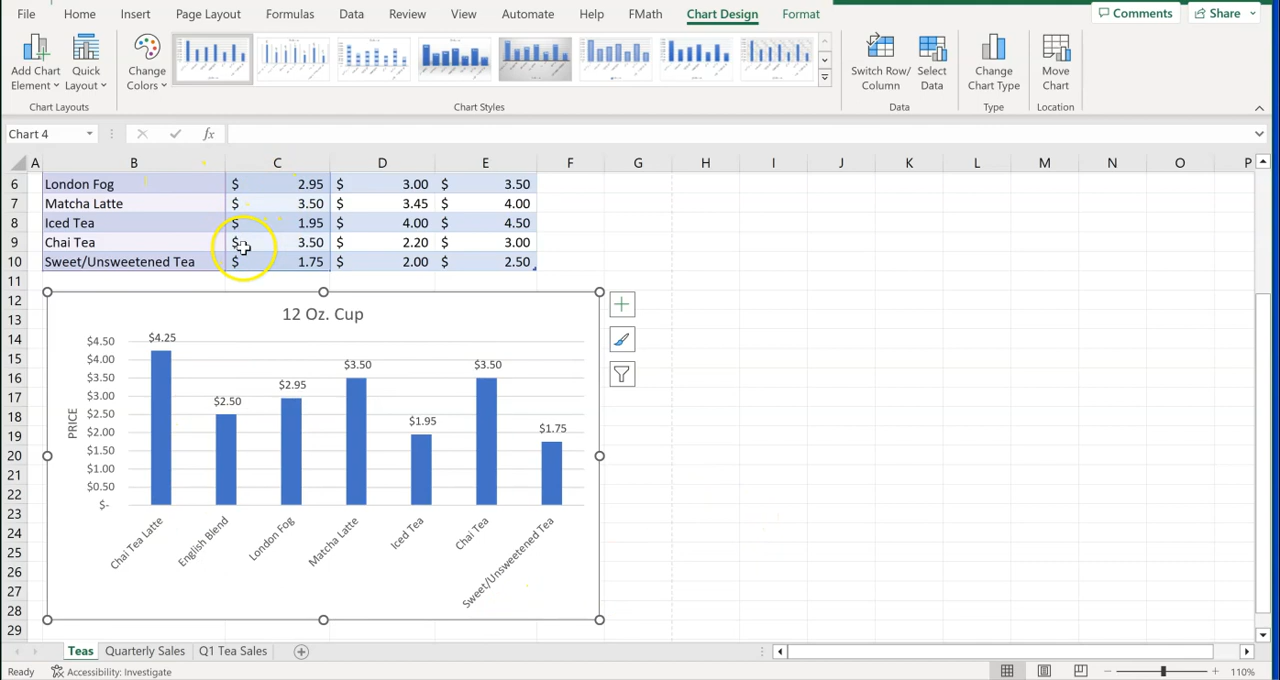 File Home Insert Page Layout Formulas Data Review View Automate Help FMath Chart Design Format Comments Share
Add Chart Element Quick Layout Change Colors Switch Row/ Column Select Data Change Chart Type Move Chart
Chart Layouts Chart Styles Data Type Location
Chart 4 fx
A B C D E F G H I J K L M N O P
6 London Fog $ 2.95 $ 3.00 $ 3.50
7 Matcha Latte $ 3.50 $ 3.45 $ 4.00
8 Iced Tea $ 1.95 $ 4.00 $ 4.50
9 Chai Tea $ 3.50 $ 2.20 $ 3.00
10 Sweet/Unsweetened Tea $ 1.75 $ 2.00 $ 2.50
11
12
13
14
15
16
17
18
19
20
21
22
23
24
25
26
27
28
29
12 Oz. Cup
PRICE
$4.50
$4.00
$3.50
$3.00
$2.50
$2.00
$1.50
$1.00
$0.50
$-
$4.25 $2.50 $2.95 $3.50 $1.95 $3.50 $1.75
Chai Tea Latte English Blend London Fog Matcha Latte Iced Tea Chai Tea Sweet/Unsweetened Tea
Teas Quarterly Sales Q1 Tea Sales
Ready Accessibility: Investigate 110%